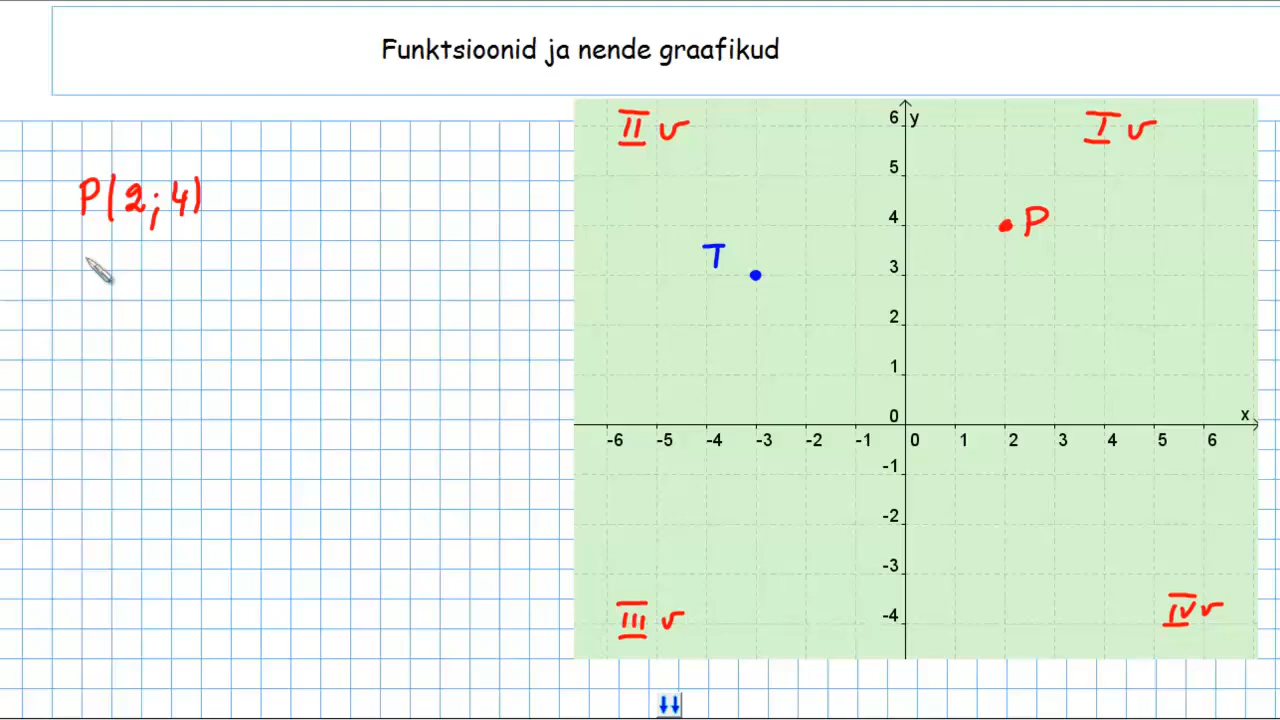 Funktsioonid ja nende graafikud
II v
I v
P(2;4)
6 y
5
4
P
T
3
2
1
0
x
-6 -5 -4 -3 -2 -1 0 1 2 3 4 5 6
-1
-2
-3
-4
III v
IV v